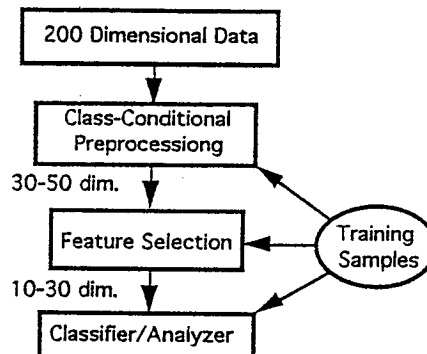 200 Dimensional Data
Class-Conditional
Preprocessiong
30-50 dim.
Feature Selection
Training
Samples
10-30 dim.
Classifier/Analyzer